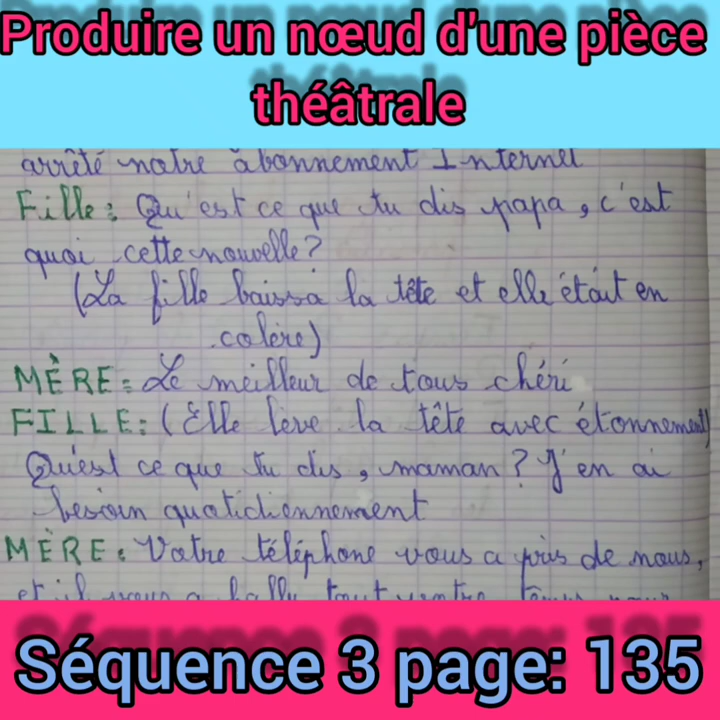 Produire un nœud d'une pièce
théâtrale
arrêté notre abonnement Internet
Fille: Qu'est ce que tu dis papa, c'est
quoi cette nouvelle?
(La fille baissa la tête et elle était en
colère)
MÈRE: Le meilleur de tous chéri
FILLE: (Elle lève la tête avec étonnement)
Qu'est ce que tu dis, maman? J'en ai
besoin quotidiennement
MÈRE: Votre téléphone vous a pris de nous,
et il vous a
Séquence 3 page: 135